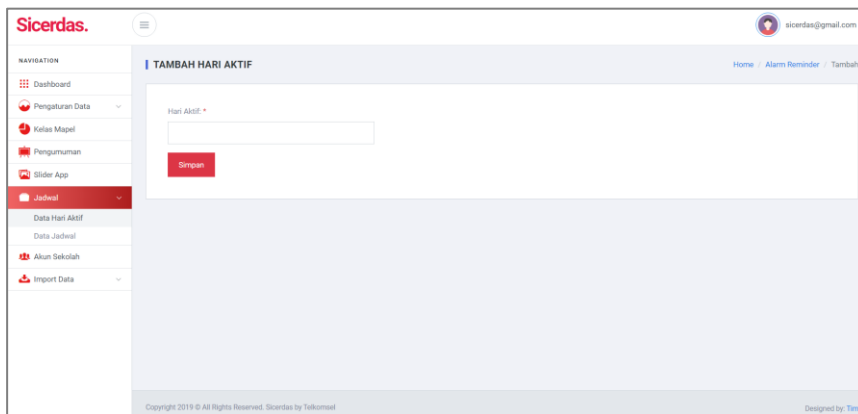 Sicerdas.
sicerdas@gmail.com
NAVIGATION
Dashboard
Pengaturan Data
Kelas Mapel
Pengumuman
Slider App
Jadwal
Data Hari Aktif
Data Jadwal
Akun Sekolah
Import Data
TAMBAH HARI AKTIF
Home / Alarm Reminder / Tambah
Hari Aktif: *
Simpan
Copyright 2019 © All Rights Reserved. Sicerdas by Telkomsel
Designed by: Tim